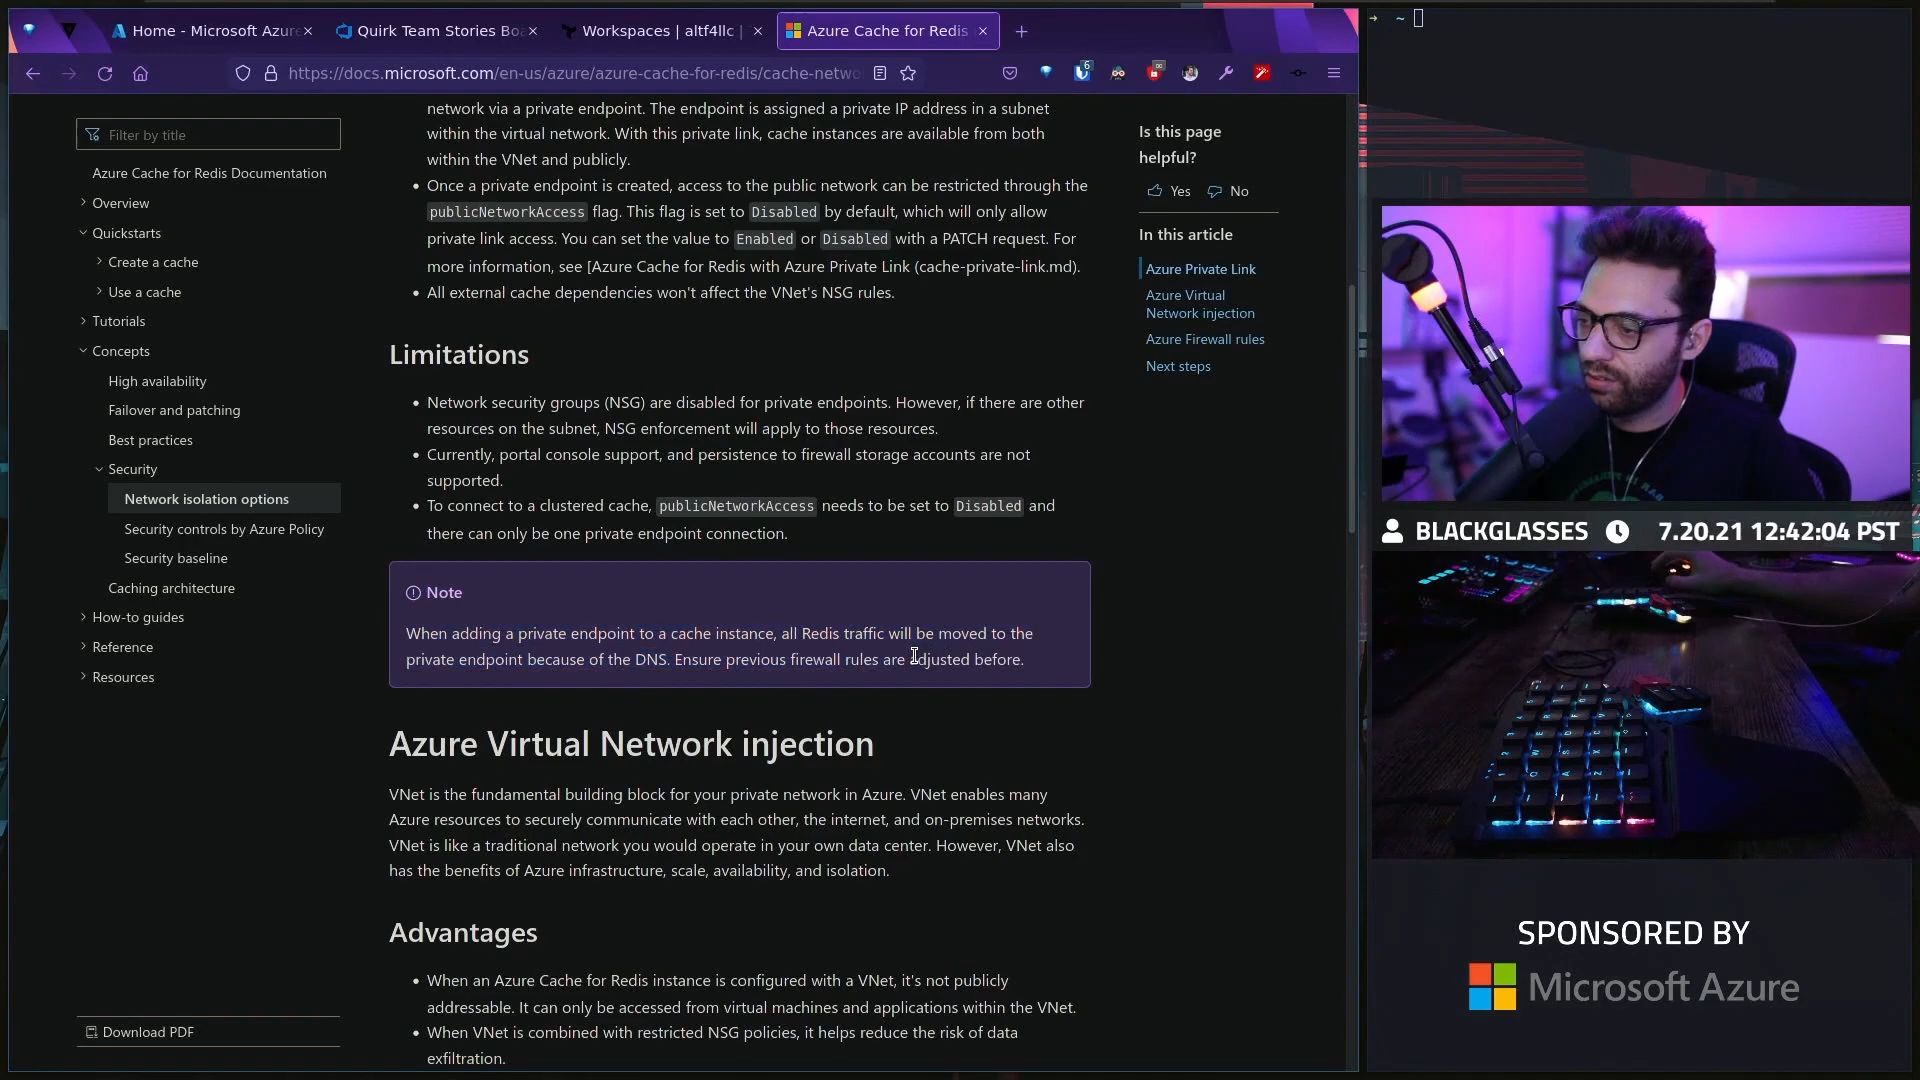 Home - Microsoft Azur
Quirk Team Stories Bo
Workspaces | altf4llc |
Azure Cache for Redis
https://docs.microsoft.com/en-us/azure/azure-cache-for-redis/cache-netwo
6
Filter by title
Azure Cache for Redis Documentation
Overview
Quickstarts
Create a cache
Use a cache
Tutorials
Concepts
High availability
Failover and patching
Best practices
Security
Network isolation options
Security controls by Azure Policy
Security baseline
Caching architecture
How-to guides
Reference
Resources
Download PDF
network via a private endpoint. The endpoint is assigned a private IP address in a subnet
within the virtual network. With this private link, cache instances are available from both
within the VNet and publicly.
• Once a private endpoint is created, access to the public network can be restricted through the
publicNetworkAccess flag. This flag is set to Disabled by default, which will only allow
private link access. You can set the value to Enabled or Disabled with a PATCH request. For
more information, see [Azure Cache for Redis with Azure Private Link (cache-private-link.md).
• All external cache dependencies won't affect the VNet's NSG rules.
Limitations
• Network security groups (NSG) are disabled for private endpoints. However, if there are other
resources on the subnet, NSG enforcement will apply to those resources.
• Currently, portal console support, and persistence to firewall storage accounts are not
supported.
• To connect to a clustered cache, publicNetworkAccess needs to be set to Disabled and
there can only be one private endpoint connection.
Note
When adding a private endpoint to a cache instance, all Redis traffic will be moved to the
private endpoint because of the DNS. Ensure previous firewall rules are adjusted before.
Azure Virtual Network injection
VNet is the fundamental building block for your private network in Azure. VNet enables many
Azure resources to securely communicate with each other, the internet, and on-premises networks.
VNet is like a traditional network you would operate in your own data center. However, VNet also
has the benefits of Azure infrastructure, scale, availability, and isolation.
Advantages
• When an Azure Cache for Redis instance is configured with a VNet, it's not publicly
addressable. It can only be accessed from virtual machines and applications within the VNet.
• When VNet is combined with restricted NSG policies, it helps reduce the risk of data
exfiltration.
Is this page
helpful?
Yes No
In this article
Azure Private Link
Azure Virtual
Network injection
Azure Firewall rules
Next steps
→ ~
BLACKGLASSES 7.20.21 12:42:04 PST
SPONSORED BY
Microsoft Azure